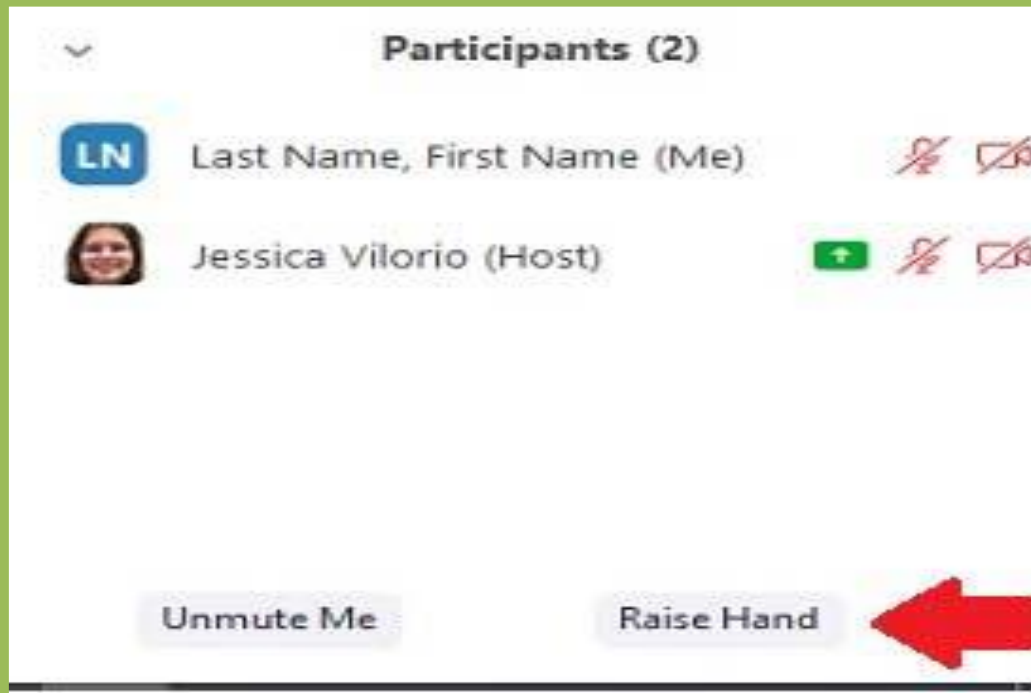 Participants (2)
LN Last Name, First Name (Me)
Jessica Vilorio (Host)
Unmute Me Raise Hand